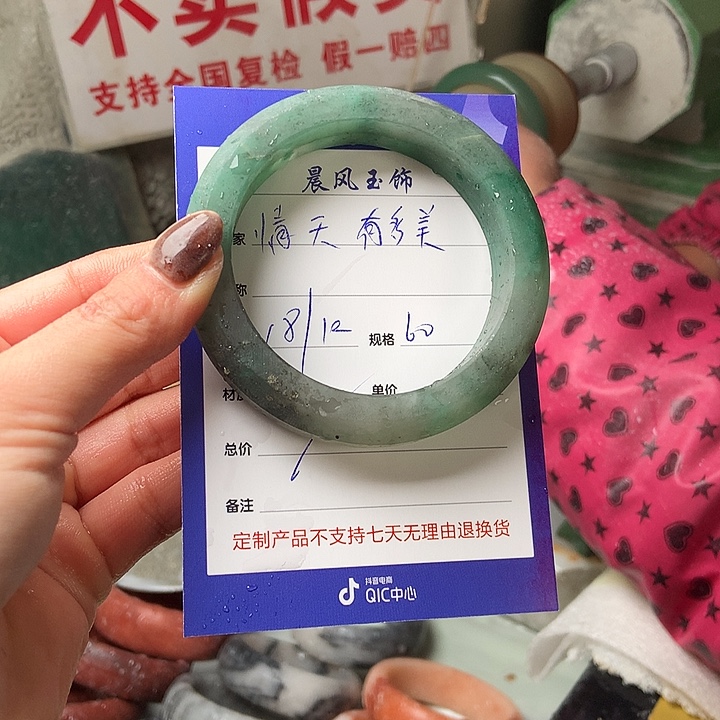 不卖假
支持全国复检 假一赔四
晨风玉饰
家 情天有多美
称
18/12 规格 60
材 单价
总价
备注
定制产品不支持七天无理由退换货
抖音电商
QIC中心